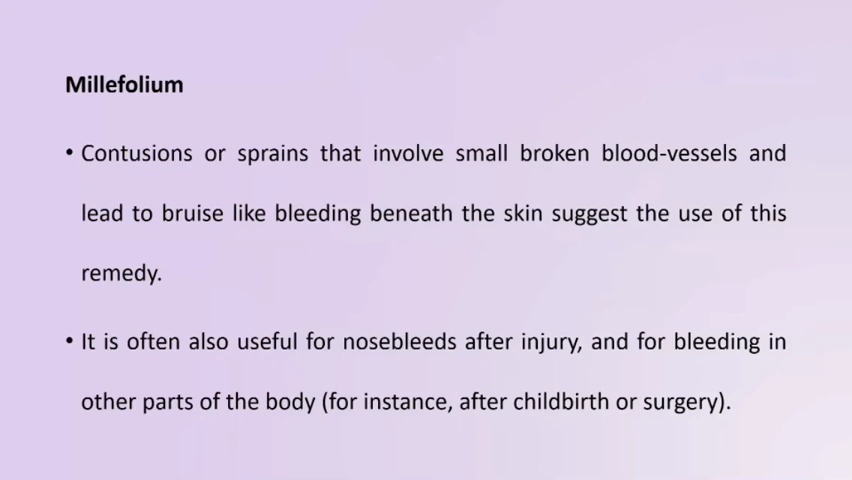 Millefolium
• Contusions or sprains that involve small broken blood-vessels and
lead to bruise like bleeding beneath the skin suggest the use of this
remedy.
• It is often also useful for nosebleeds after injury, and for bleeding in
other parts of the body (for instance, after childbirth or surgery).